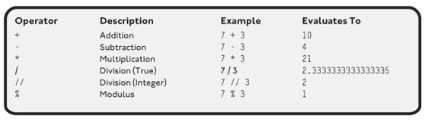 Operator Description Example Evaluates To
+ Addition 7 + 3 10
- Subtraction 7 - 3 4
* Multiplication 7 * 3 21
/ Division (True) 7 / 3 2.3333333333333335
// Division (Integer) 7 // 3 2
% Modulus 7 % 3 1